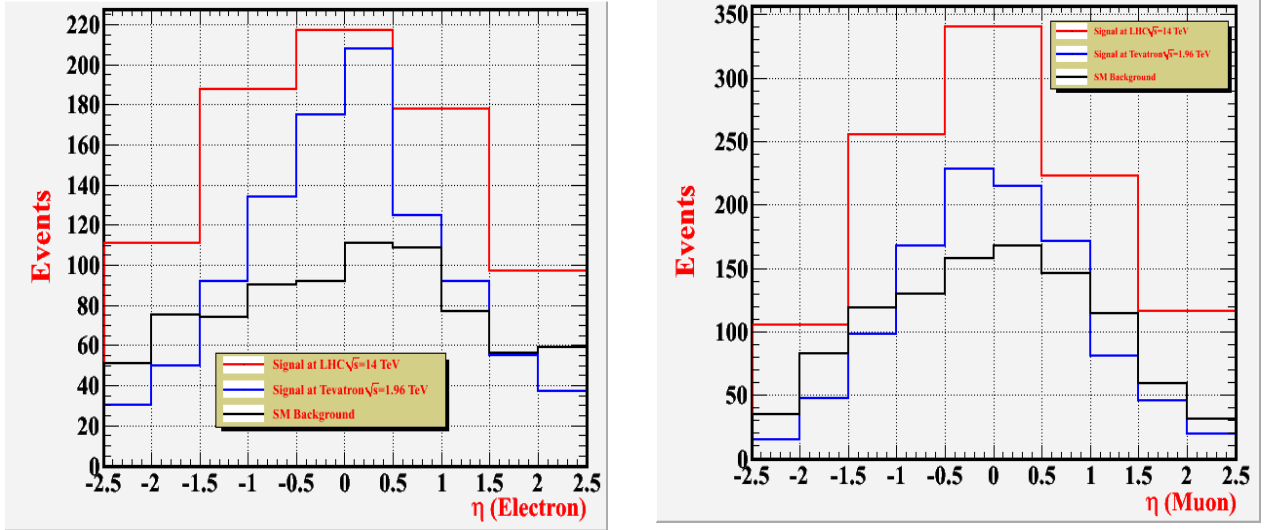 220
200
180
160
140
120
100
80
60
40
20
0
Events
Signal at LHC√s=14 TeV
Signal at Tevatron√s=1.96 TeV
SM Background
-2.5 -2 -1.5 -1 -0.5 0 0.5 1 1.5 2 2.5
η (Electron)
350
300
250
200
150
100
50
0
Events
Signal at LHC√s=14 TeV
Signal at Tevatron√s=1.96 TeV
SM Background
-2.5 -2 -1.5 -1 -0.5 0 0.5 1 1.5 2 2.5
η (Muon)